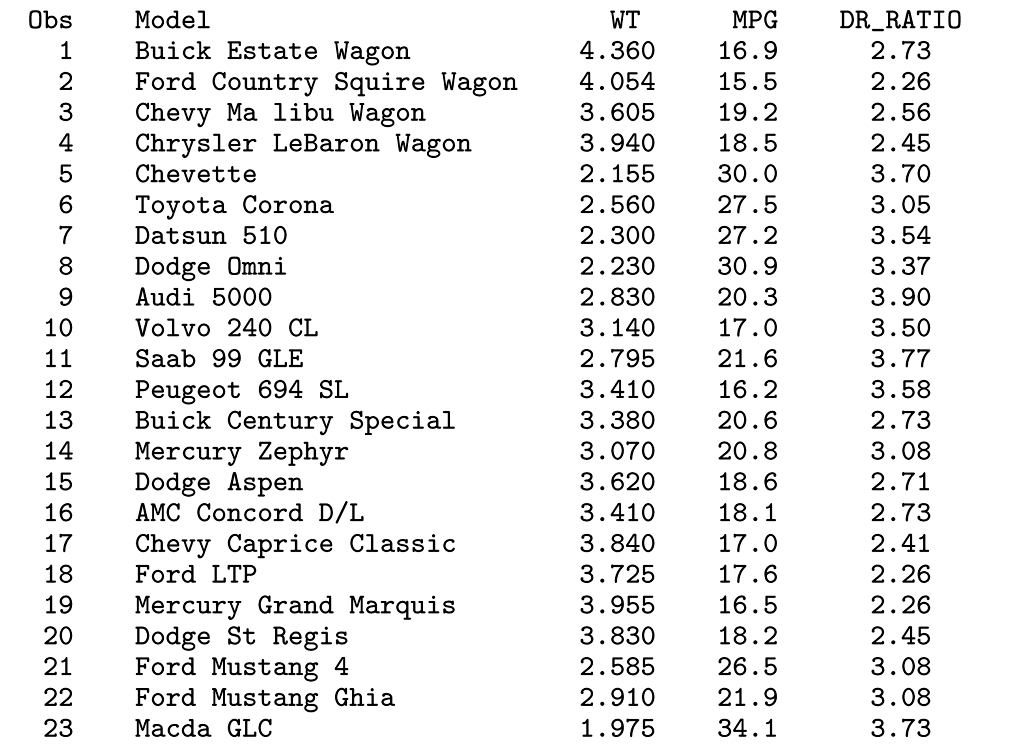 Obs Model WT MPG DR_RATIO
1 Buick Estate Wagon 4.360 16.9 2.73
2 Ford Country Squire Wagon 4.054 15.5 2.26
3 Chevy Ma libu Wagon 3.605 19.2 2.56
4 Chrysler LeBaron Wagon 3.940 18.5 2.45
5 Chevette 2.155 30.0 3.70
6 Toyota Corona 2.560 27.5 3.05
7 Datsun 510 2.300 27.2 3.54
8 Dodge Omni 2.230 30.9 3.37
9 Audi 5000 2.830 20.3 3.90
10 Volvo 240 CL 3.140 17.0 3.50
11 Saab 99 GLE 2.795 21.6 3.77
12 Peugeot 694 SL 3.410 16.2 3.58
13 Buick Century Special 3.380 20.6 2.73
14 Mercury Zephyr 3.070 20.8 3.08
15 Dodge Aspen 3.620 18.6 2.71
16 AMC Concord D/L 3.410 18.1 2.73
17 Chevy Caprice Classic 3.840 17.0 2.41
18 Ford LTP 3.725 17.6 2.26
19 Mercury Grand Marquis 3.955 16.5 2.26
20 Dodge St Regis 3.830 18.2 2.45
21 Ford Mustang 4 2.585 26.5 3.08
22 Ford Mustang Ghia 2.910 21.9 3.08
23 Macda GLC 1.975 34.1 3.73